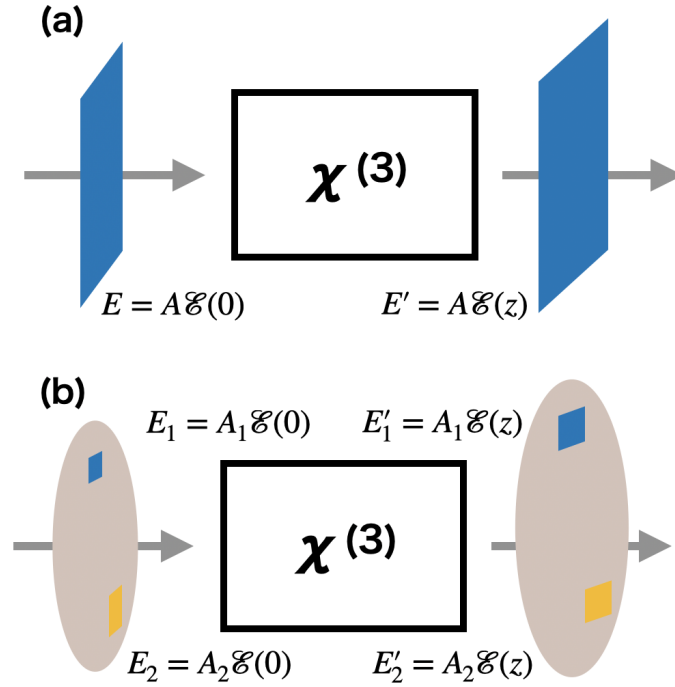 (a)
χ (3)
E = Aℰ(0)
E′ = Aℰ(z)
(b)
E₁ = A₁ℰ(0)
E′₁ = A₁ℰ(z)
χ (3)
E₂ = A₂ℰ(0)
E′₂ = A₂ℰ(z)